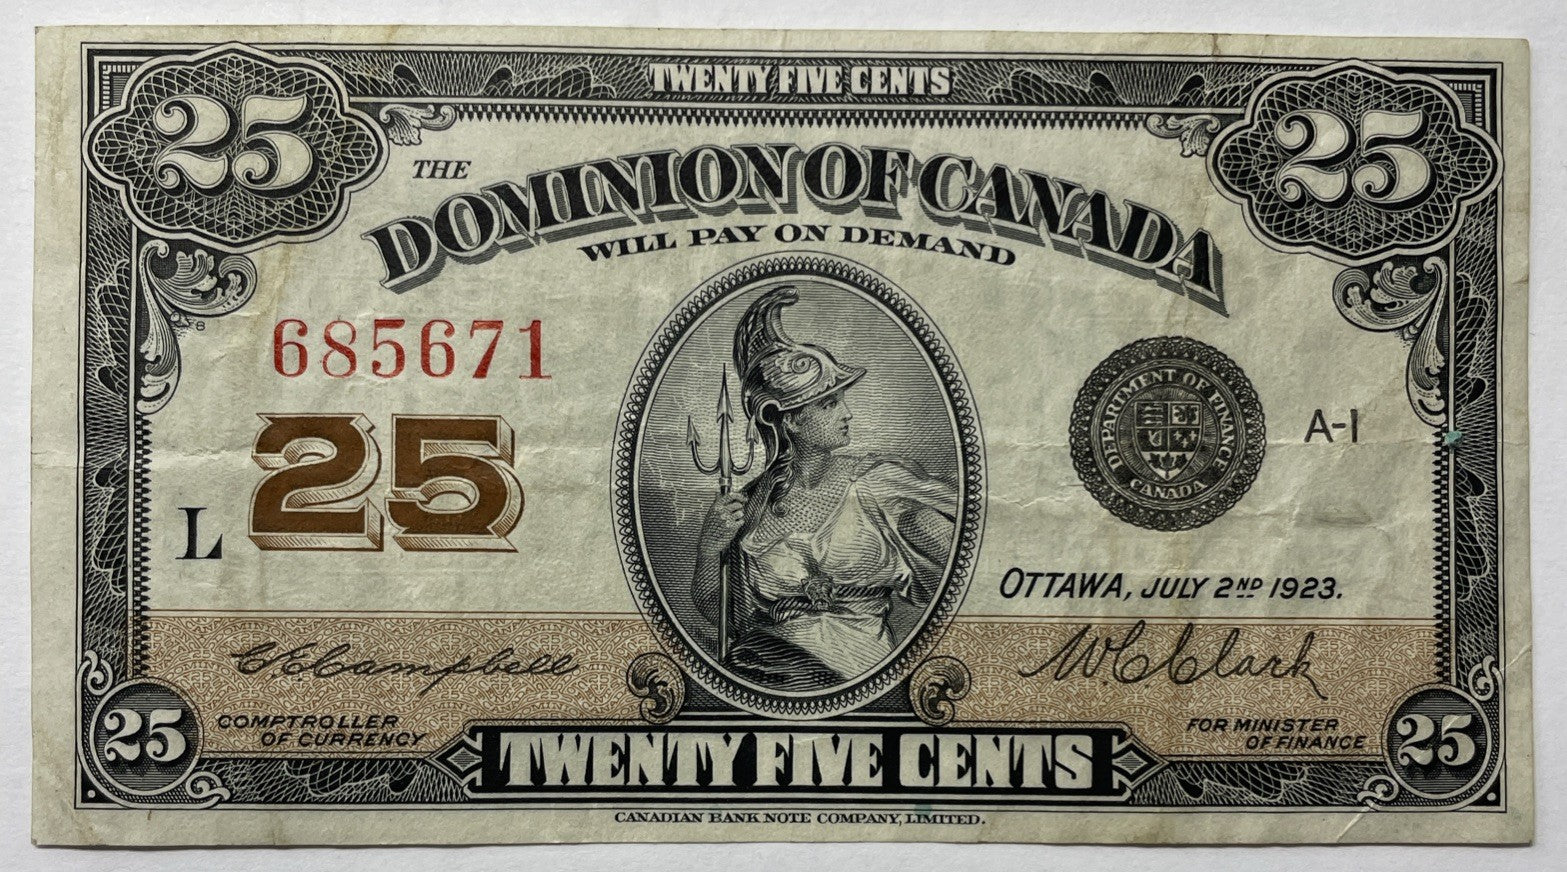 TWENTY FIVE CENTS
25 25
THE
DOMINION OF CANADA
WILL PAY ON DEMAND
685671
25
L
DEPARTMENT OF FINANCE
CANADA
A-1
OTTAWA, JULY 2ND 1923.
C.E. Campbell
W.C. Clark
COMPTROLLER
OF CURRENCY
FOR MINISTER
OF FINANCE
25 TWENTY FIVE CENTS 25
CANADIAN BANK NOTE COMPANY, LIMITED.